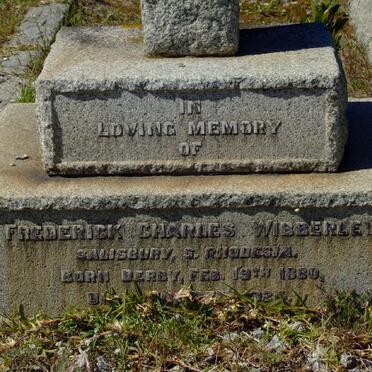 IN
LOVING MEMORY
OF
FREDERICK CHARLES WIBBERLEY
SALISBURY, S. RHODESIA.
BORN DERBY, FEB. 19TH 1880,